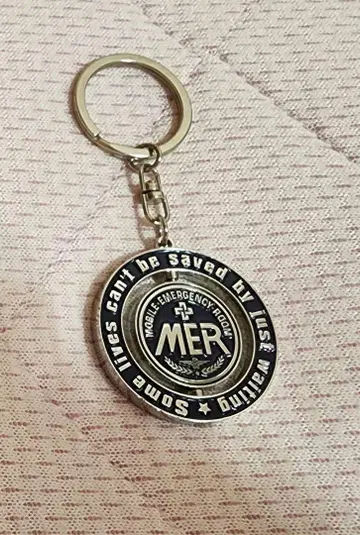 Some lives can't be saved by just waiting
MOBILE EMERGENCY ROOM
MER